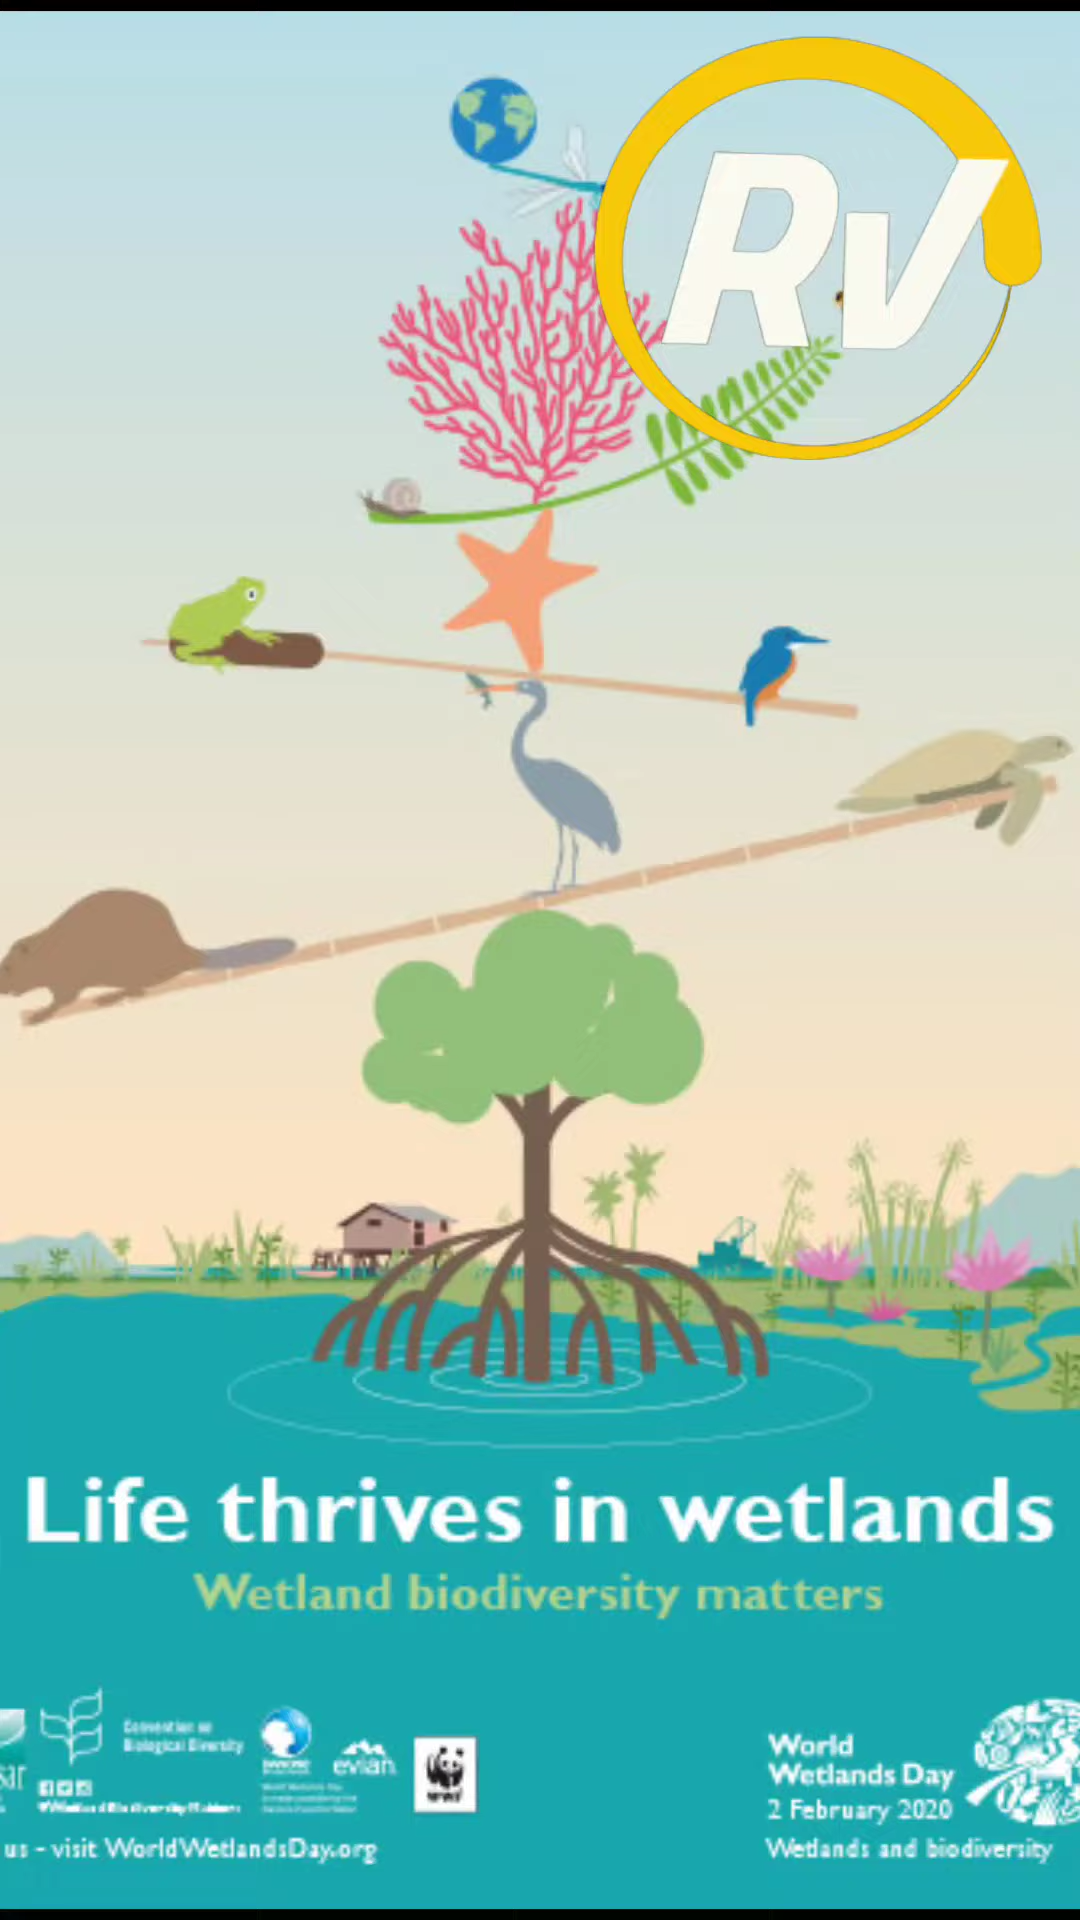 RV
Life thrives in wetlands
Wetland biodiversity matters
Convention on
Biological Diversity
sar
evian
WWF
us - visit WorldWetlandsDay.org
World
Wetlands Day
2 February 2020
Wetlands and biodiversity